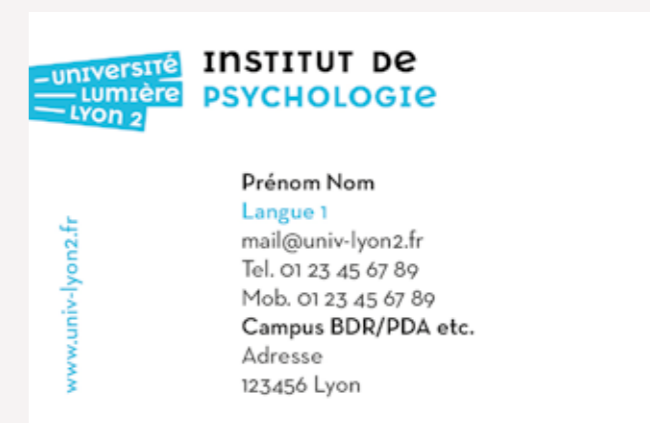 université
lumière
lyon 2
Institut de
Psychologie
Prénom Nom
Langue 1
mail@univ-lyon2.fr
Tel. 01 23 45 67 89
Mob. 01 23 45 67 89
Campus BDR/PDA etc.
Adresse
123456 Lyon
www.univ-lyon2.fr